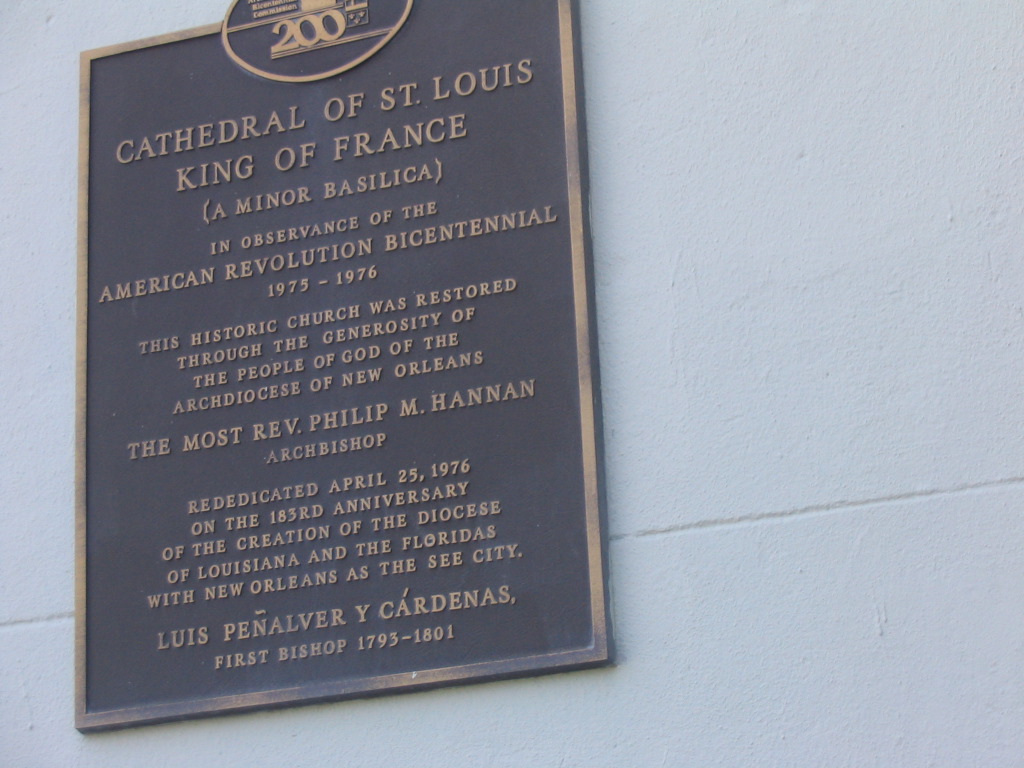 Bicentennial
Commission
200
CATHEDRAL OF ST. LOUIS
KING OF FRANCE
(A MINOR BASILICA)
IN OBSERVANCE OF THE
AMERICAN REVOLUTION BICENTENNIAL
1975 - 1976
THIS HISTORIC CHURCH WAS RESTORED
THROUGH THE GENEROSITY OF
THE PEOPLE OF GOD OF THE
ARCHDIOCESE OF NEW ORLEANS
THE MOST REV. PHILIP M. HANNAN
ARCHBISHOP
REDEDICATED APRIL 25, 1976
ON THE 183RD ANNIVERSARY
OF THE CREATION OF THE DIOCESE
OF LOUISIANA AND THE FLORIDAS
WITH NEW ORLEANS AS THE SEE CITY.
LUIS PEÑALVER Y CÁRDENAS,
FIRST BISHOP 1793-1801